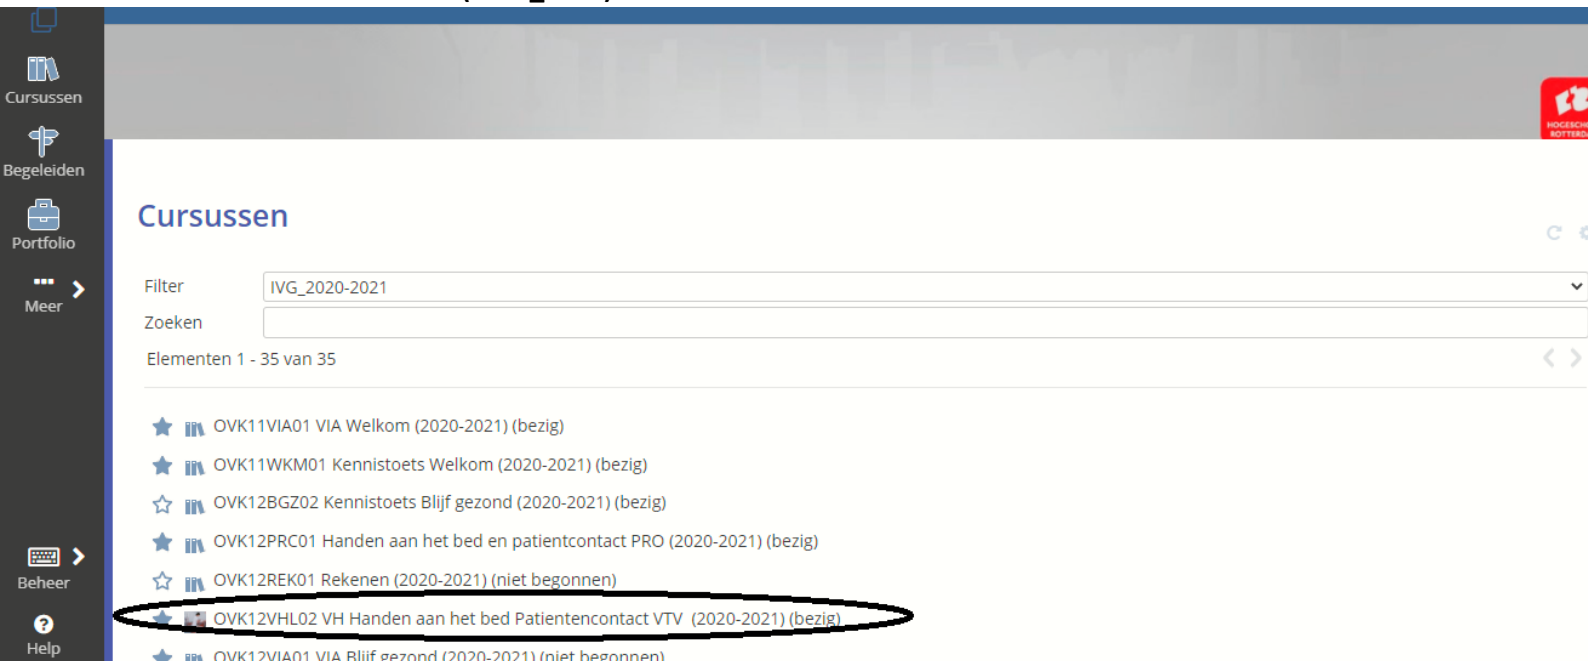 Cursussen
Begeleiden
Portfolio
Meer
Beheer
Help
HOGESCHO
ROTTERDA
Cursussen
Filter IVG_2020-2021
Zoeken
Elementen 1 - 35 van 35
OVK11VIA01 VIA Welkom (2020-2021) (bezig)
OVK11WKM01 Kennistoets Welkom (2020-2021) (bezig)
OVK12BGZ02 Kennistoets Blijf gezond (2020-2021) (bezig)
OVK12PRC01 Handen aan het bed en patientcontact PRO (2020-2021) (bezig)
OVK12REK01 Rekenen (2020-2021) (niet begonnen)
OVK12VHL02 VH Handen aan het bed Patientencontact VTV (2020-2021) (bezig)
OVK12VIA01 VIA Blijf gezond (2020-2021) (niet begonnen)